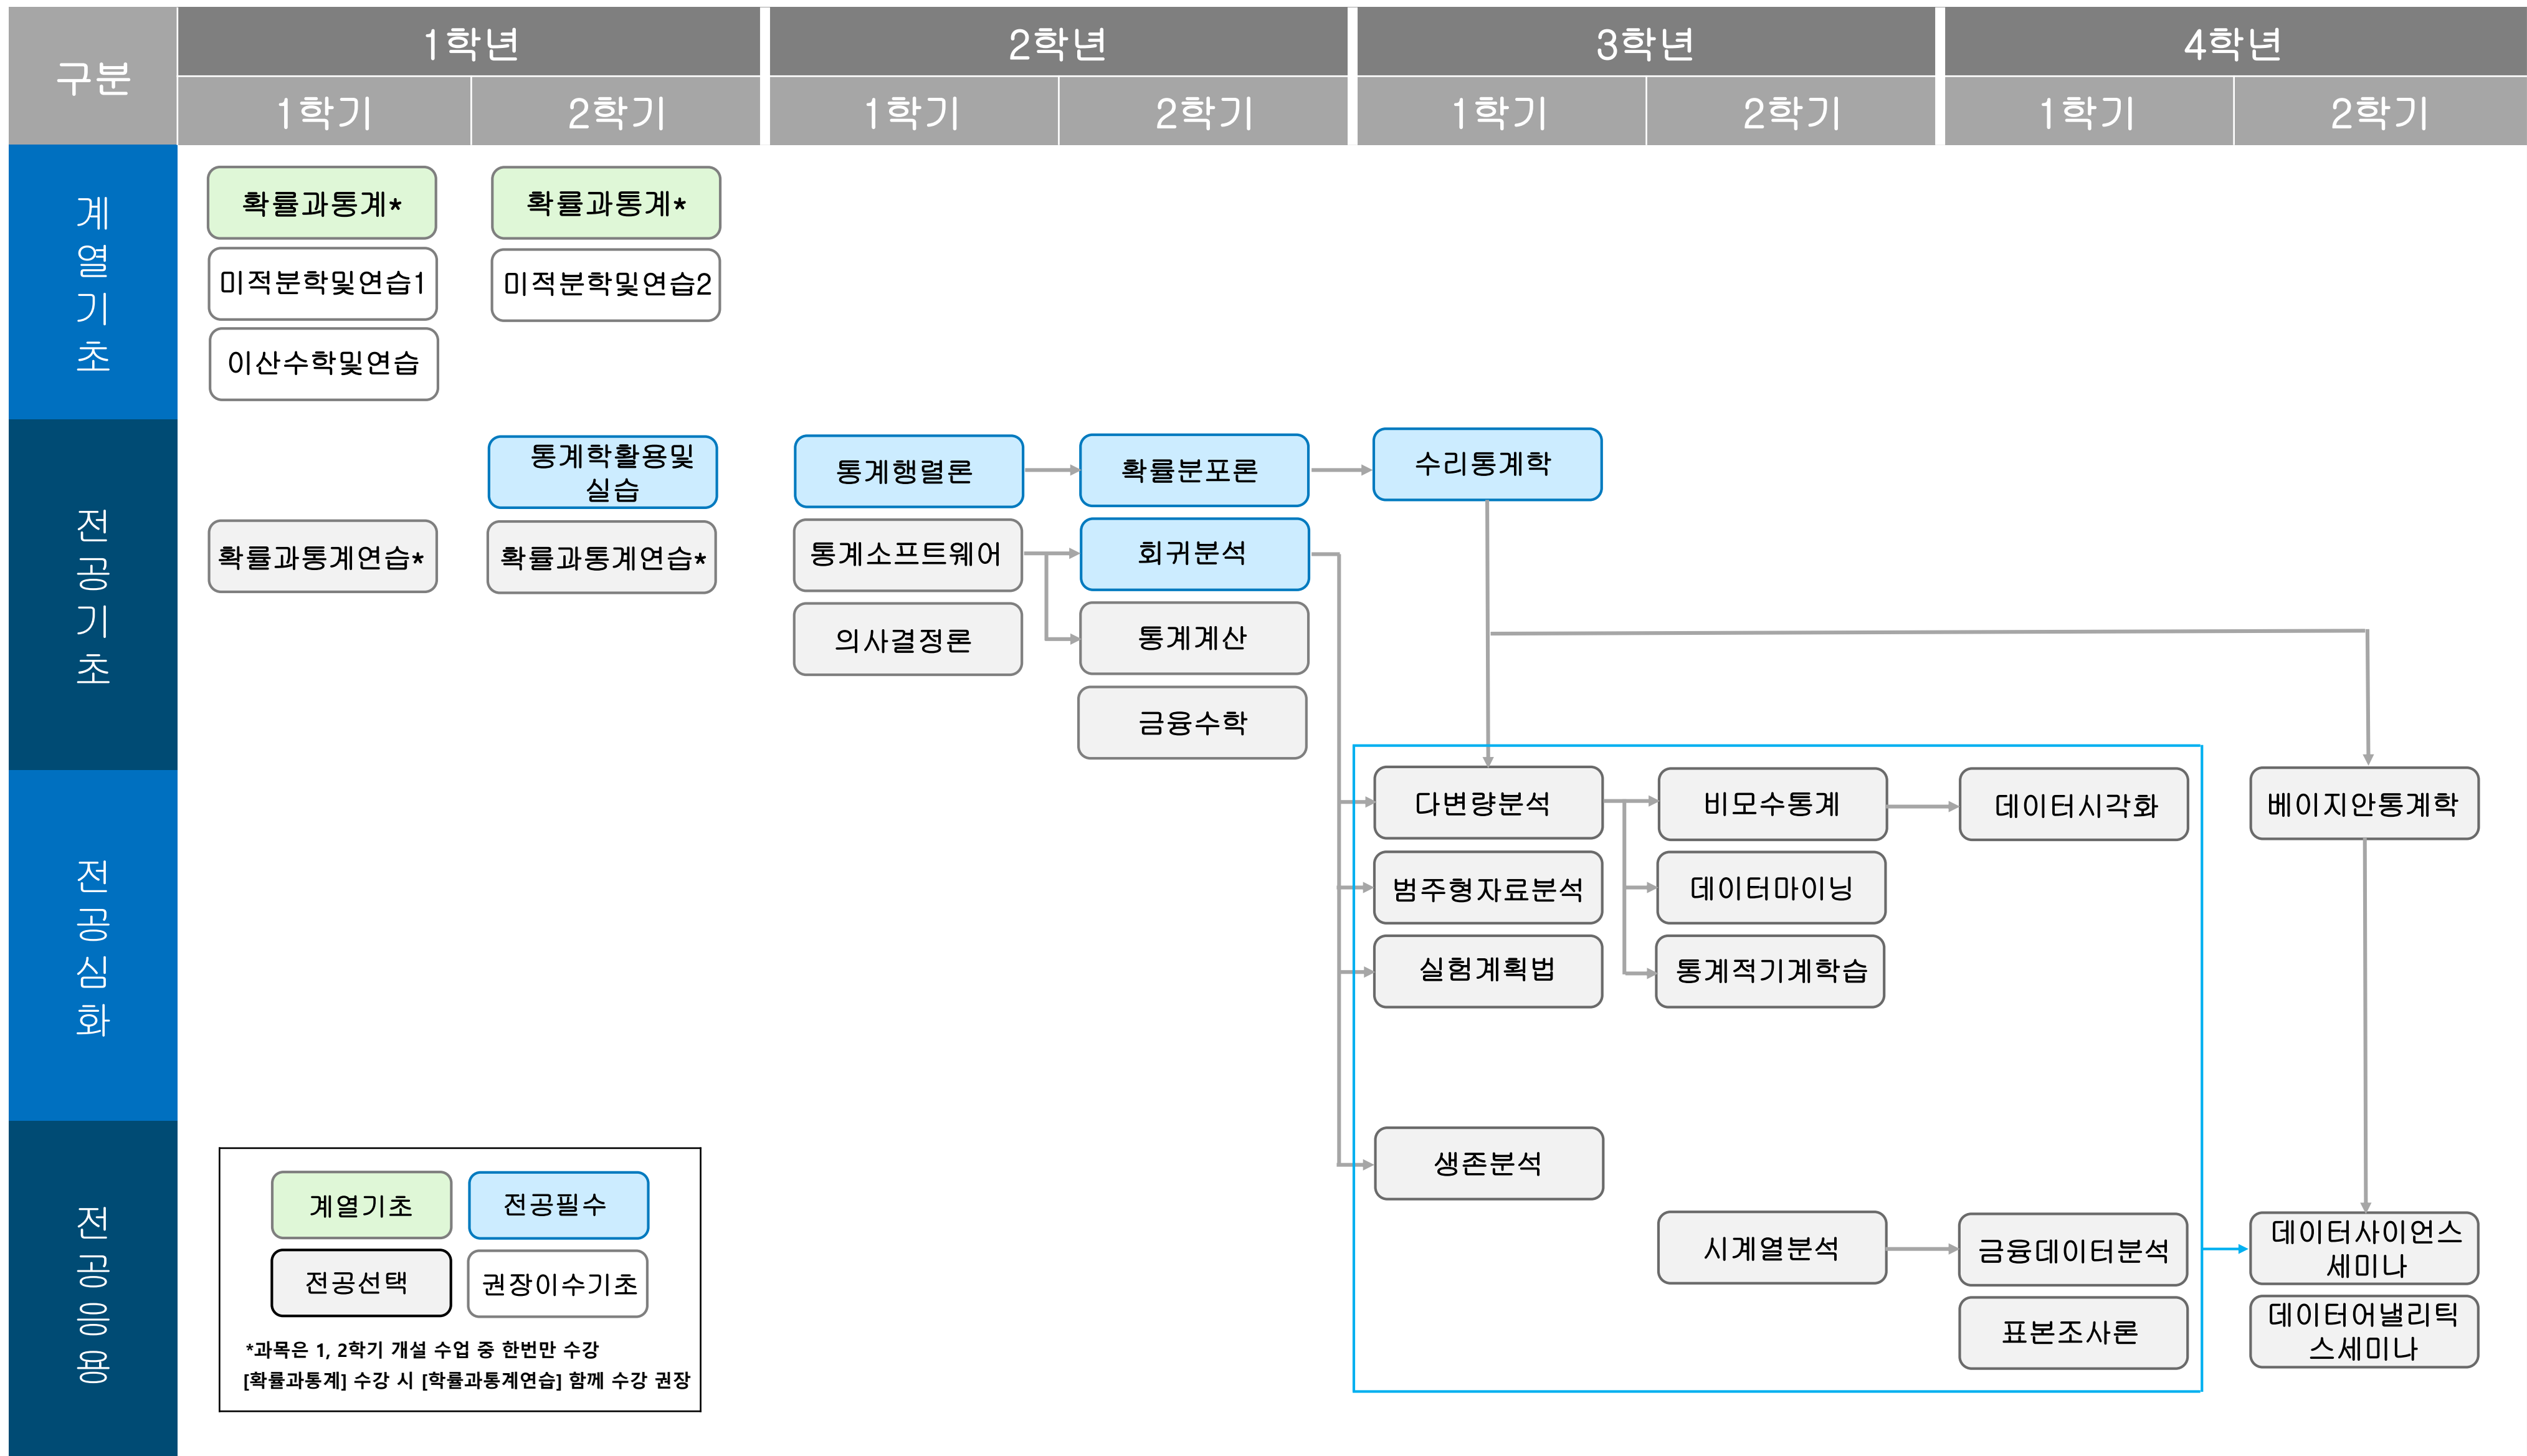 구분
1학년
2학년
3학년
4학년
1학기
2학기
1학기
2학기
1학기
2학기
1학기
2학기
계열기초
확률과통계*
확률과통계*
미적분학및연습1
미적분학및연습2
이산수학및연습
전공기초
통계학활용및
실습
통계행렬론
확률분포론
수리통계학
확률과통계연습*
확률과통계연습*
통계소프트웨어
회귀분석
의사결정론
통계계산
금융수학
전공심화
다변량분석
비모수통계
데이터시각화
베이지안통계학
범주형자료분석
데이터마이닝
실험계획법
통계적기계학습
전공응용
생존분석
시계열분석
금융데이터분석
데이터사이언스
세미나
표본조사론
데이터어낼리틱
스세미나
계열기초
전공필수
전공선택
권장이수기초
*과목은 1, 2학기 개설 수업 중 한번만 수강
[확률과통계] 수강 시 [학률과통계연습] 함께 수강 권장